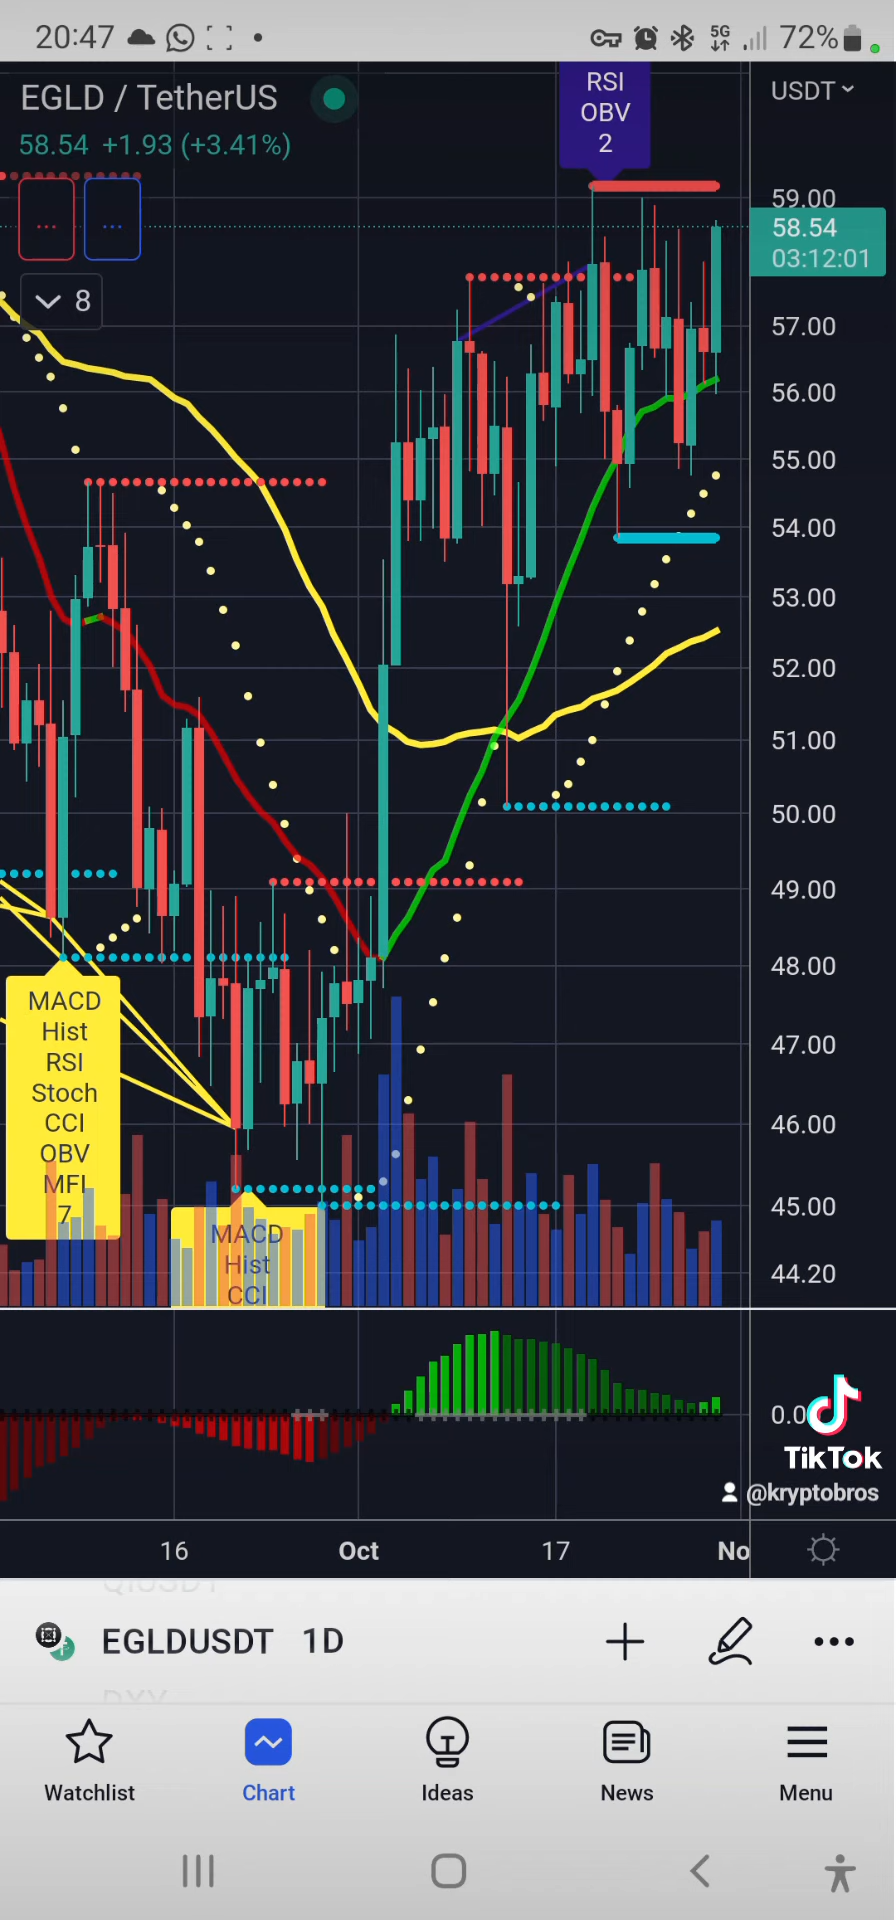 20:47
5G
72%
EGLD / TetherUS
58.54 +1.93 (+3.41%)
...
...
8
RSI
OBV
2
USDT
59.00
58.54
03:12:01
57.00
56.00
55.00
54.00
53.00
52.00
51.00
50.00
49.00
48.00
47.00
46.00
45.00
44.20
MACD
Hist
RSI
Stoch
CCI
OBV
MFI
7
MACD
Hist
CCI
0.0
TikTok
@kryptobros
16
Oct
17
No
QIUSDT
EGLDUSDT 1D
DXY
Watchlist
Chart
Ideas
News
Menu